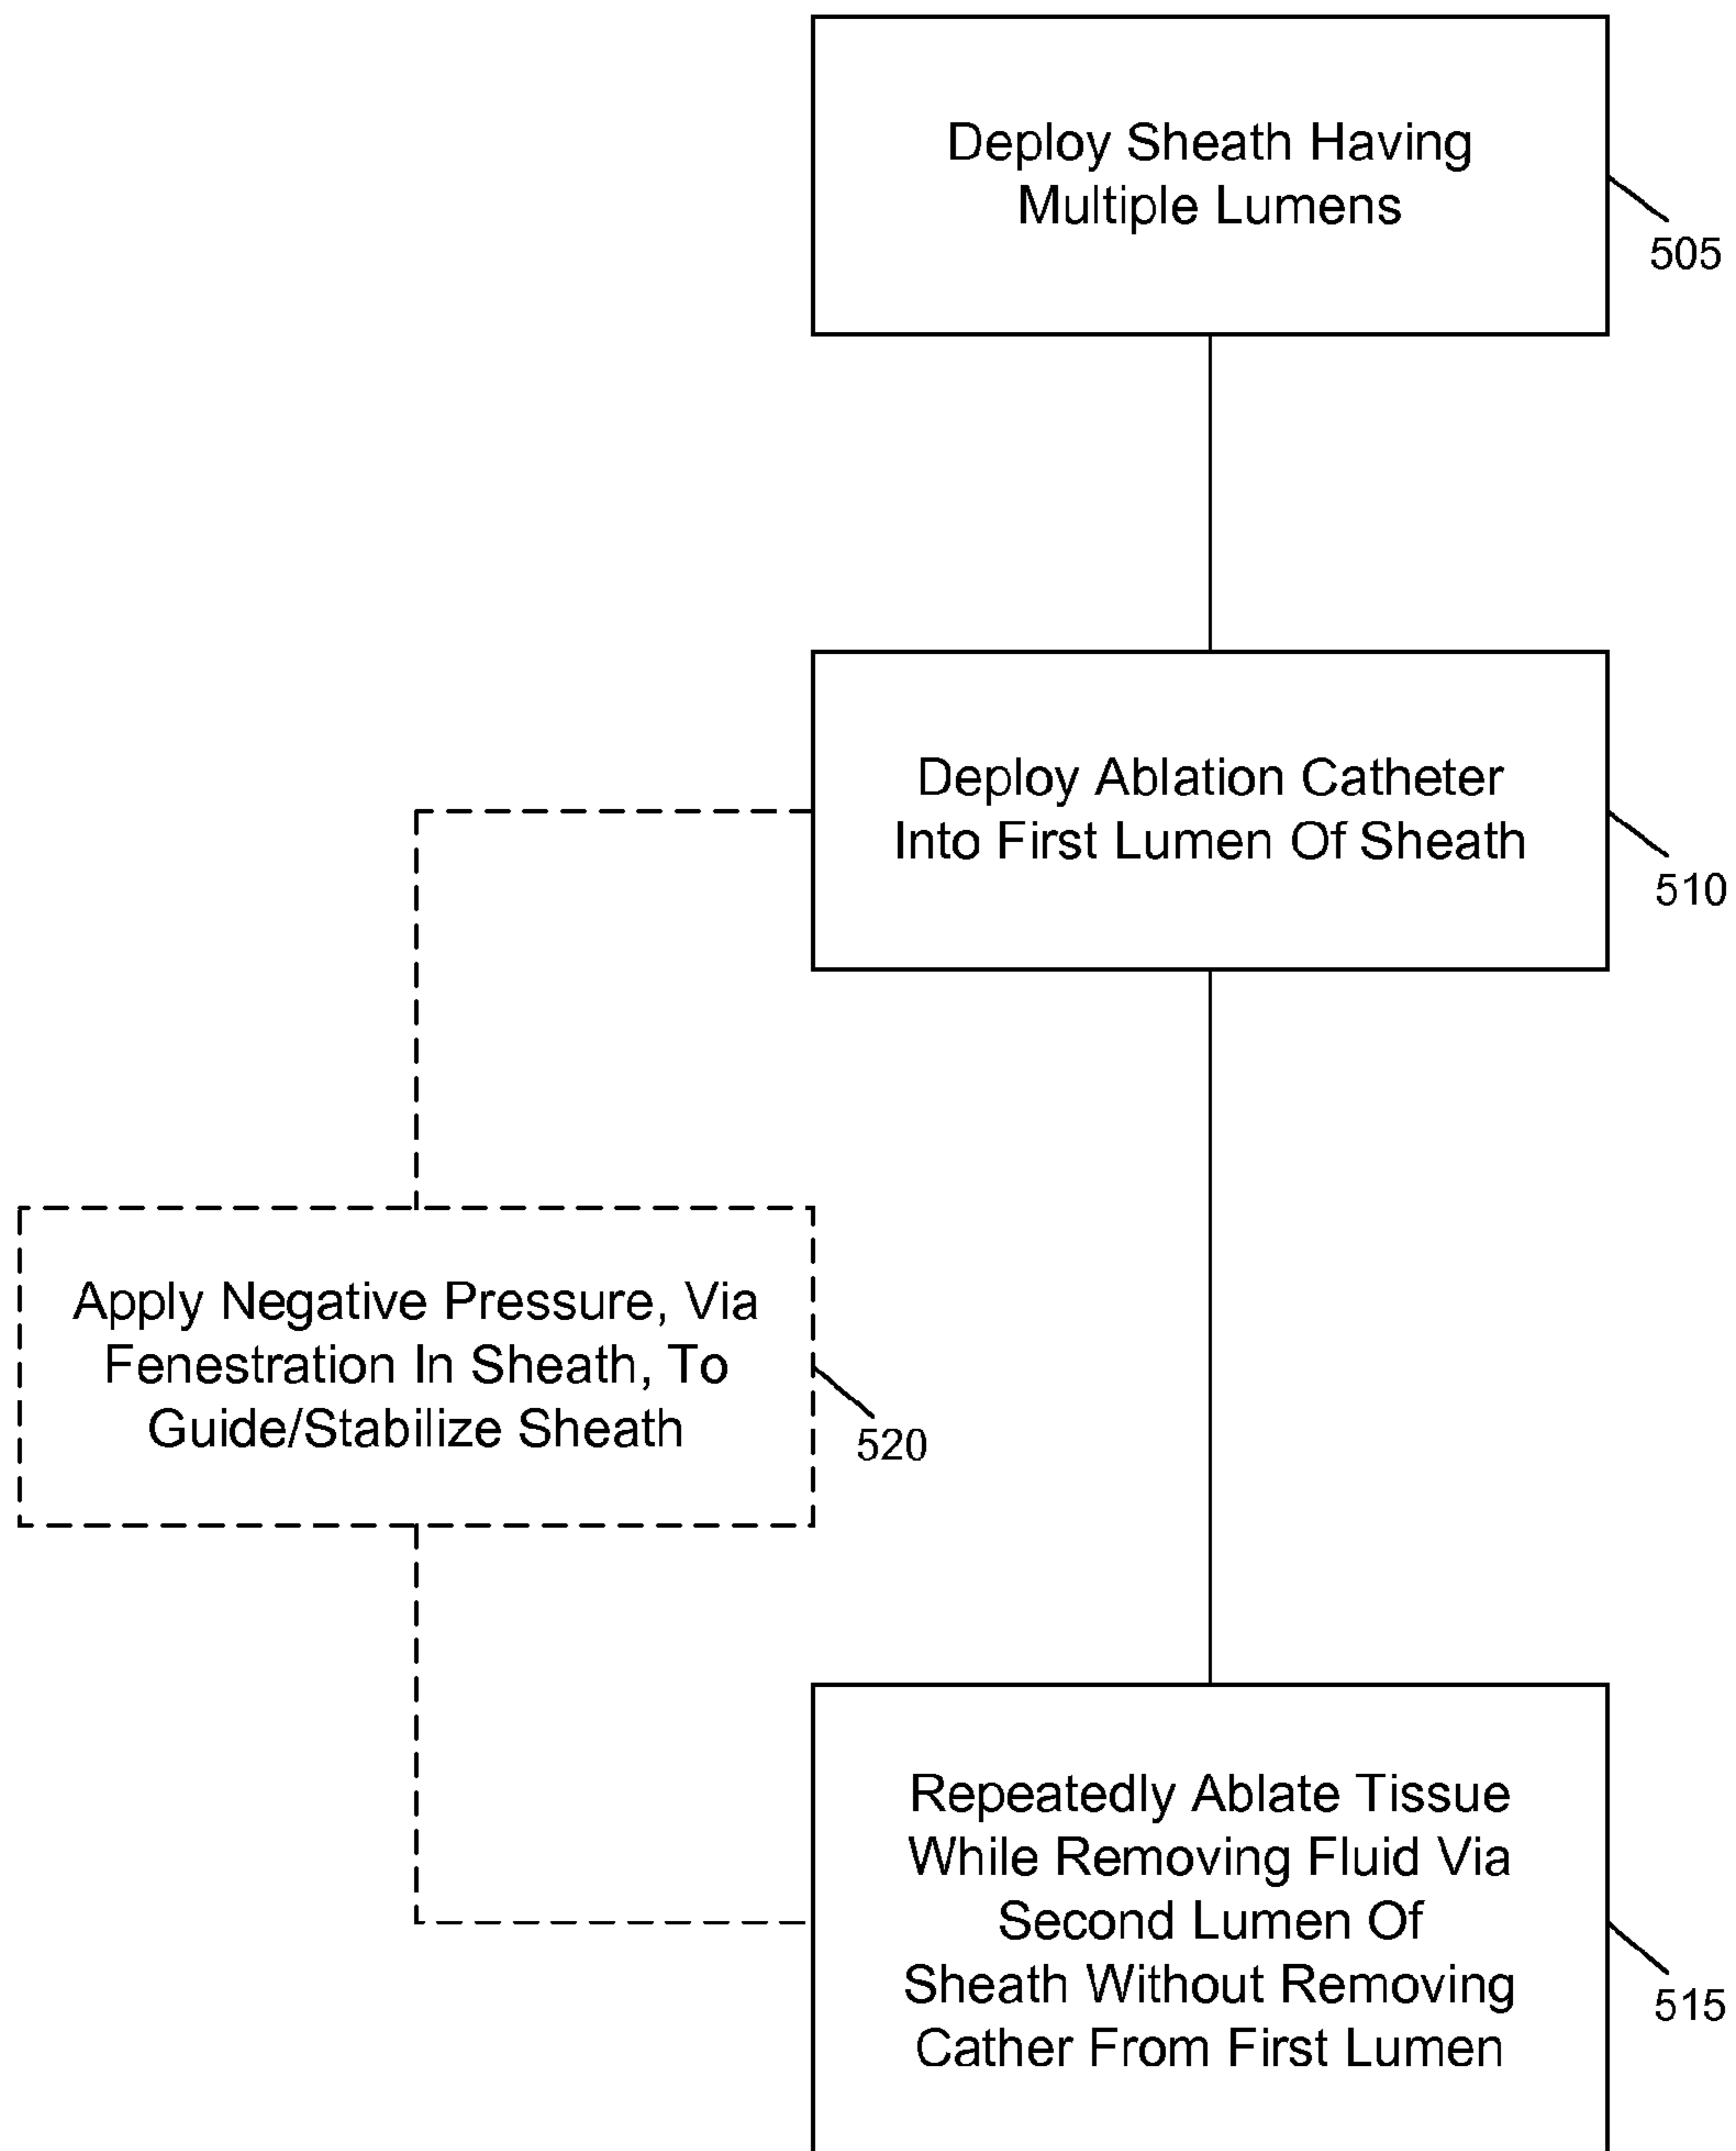 Deploy Sheath Having
Multiple Lumens
505
Deploy Ablation Catheter
Into First Lumen Of Sheath
510
Apply Negative Pressure, Via
Fenestration In Sheath, To
Guide/Stabilize Sheath
520
Repeatedly Ablate Tissue
While Removing Fluid Via
Second Lumen Of
Sheath Without Removing
Cather From First Lumen
515